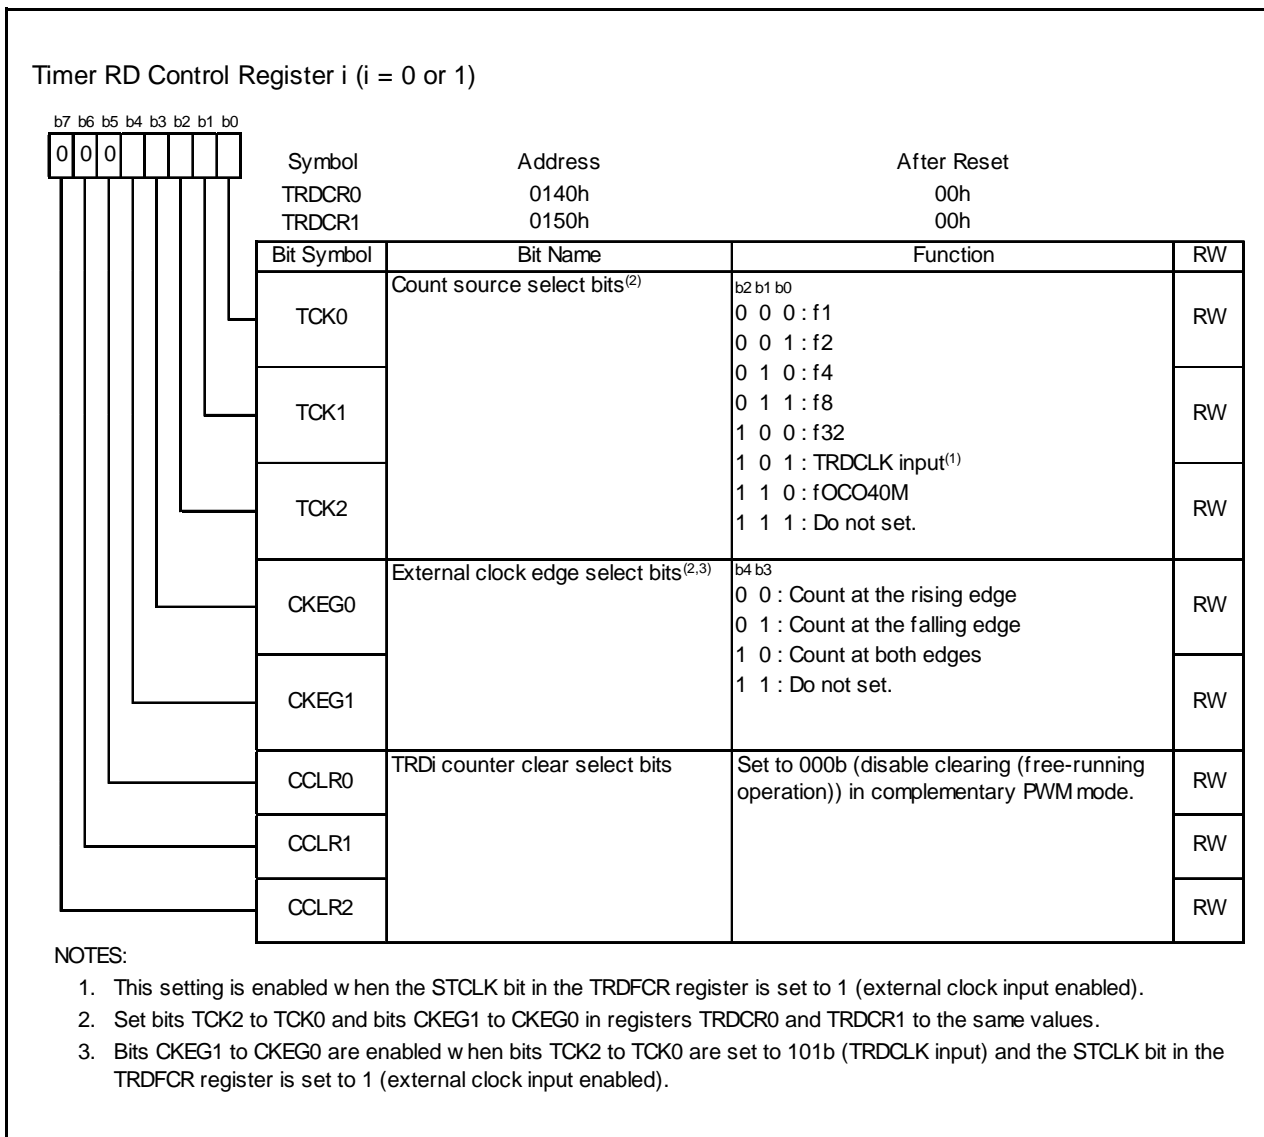 Timer RD Control Register i (i = 0 or 1)
b7 b6 b5 b4 b3 b2 b1 b0
0 0 0
Symbol Address After Reset
TRDCR0 0140h 00h
TRDCR1 0150h 00h
Bit Symbol Bit Name Function RW
TCK0 Count source select bits(2) b2 b1 b0
0 0 0 : f1
0 0 1 : f2
0 1 0 : f4
0 1 1 : f8
1 0 0 : f32
1 0 1 : TRDCLK input(1)
1 1 0 : fOCO40M
1 1 1 : Do not set.
RW
TCK1 RW
TCK2 RW
CKEG0 External clock edge select bits(2,3) b4 b3
0 0 : Count at the rising edge
0 1 : Count at the falling edge
1 0 : Count at both edges
1 1 : Do not set.
RW
CKEG1 RW
CCLR0 TRDi counter clear select bits Set to 000b (disable clearing (free-running
operation)) in complementary PWM mode.
RW
CCLR1 RW
CCLR2 RW
NOTES:
1. This setting is enabled when the STCLK bit in the TRDFCR register is set to 1 (external clock input enabled).
2. Set bits TCK2 to TCK0 and bits CKEG1 to CKEG0 in registers TRDCR0 and TRDCR1 to the same values.
3. Bits CKEG1 to CKEG0 are enabled when bits TCK2 to TCK0 are set to 101b (TRDCLK input) and the STCLK bit in the
TRDFCR register is set to 1 (external clock input enabled).